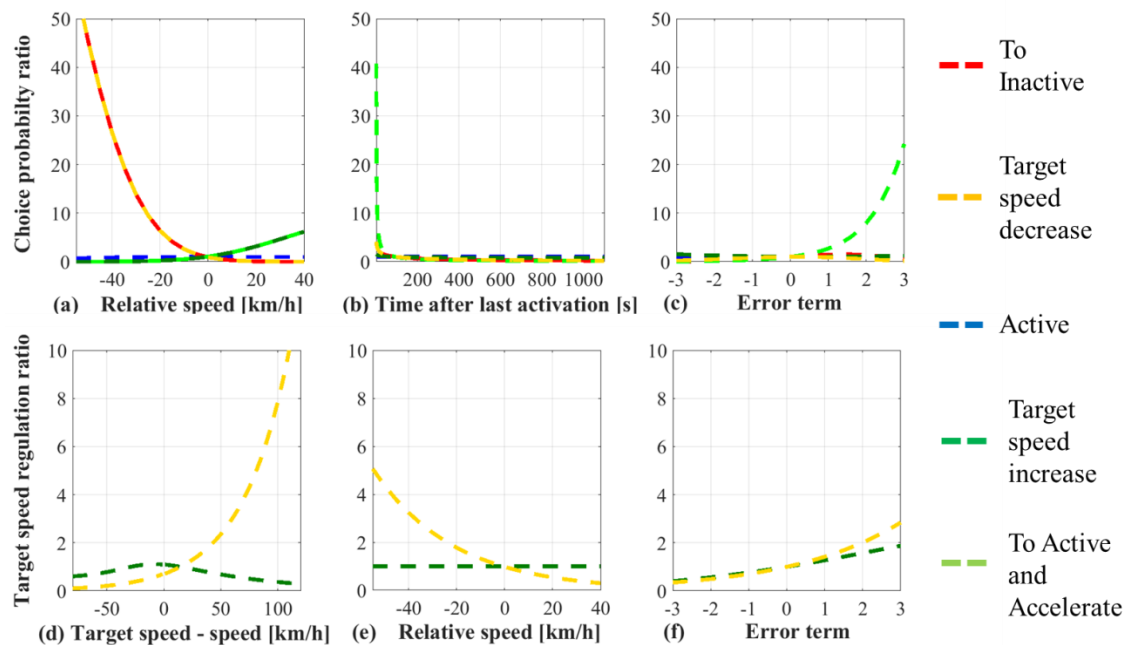 Choice probabilty ratio
50
40
30
20
10
0
-40 -20 0 20 40
(a) Relative speed [km/h]
50
40
30
20
10
0
200 400 600 800 1000
(b) Time after last activation [s]
50
40
30
20
10
0
-3 -2 -1 0 1 2 3
(c) Error term
To
Inactive
Target
speed
decrease
Active
Target
speed
increase
To Active
and
Accelerate
Target speed regulation ratio
10
8
6
4
2
0
-50 0 50 100
(d) Target speed - speed [km/h]
10
8
6
4
2
0
-40 -20 0 20 40
(e) Relative speed [km/h]
10
8
6
4
2
0
-3 -2 -1 0 1 2 3
(f) Error term